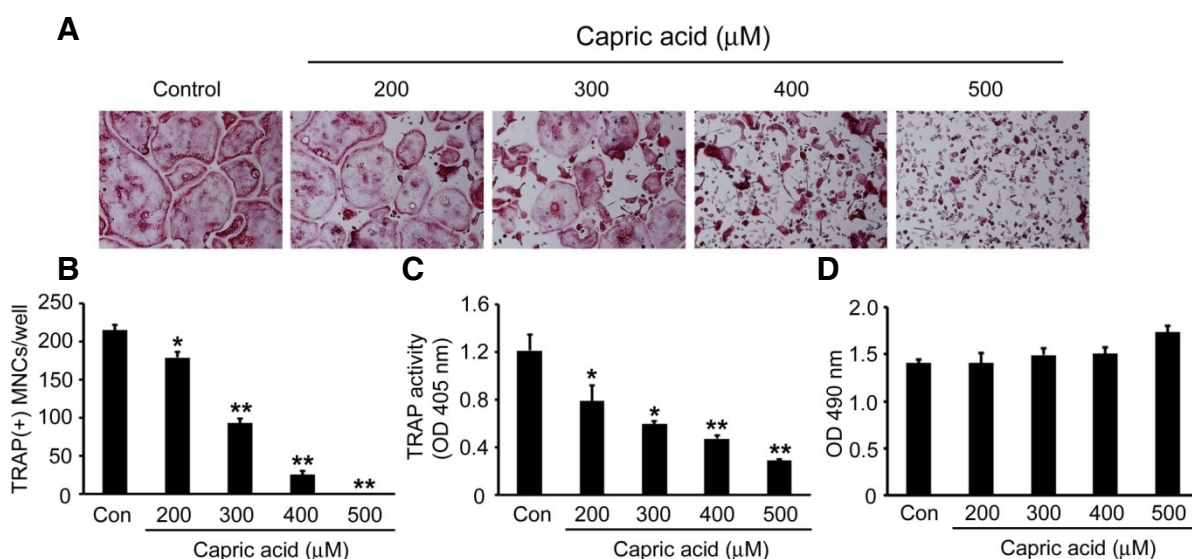 A
Capric acid (μM)
Control 200 300 400 500
B
TRAP(+) MNCs/well
250
200
150
100
50
0
*
**
**
**
Con 200 300 400 500
Capric acid (μM)
C
TRAP activity
(OD 405 nm)
1.6
1.2
0.8
0.4
0
*
*
**
**
Con 200 300 400 500
Capric acid (μM)
D
OD 490 nm
2.0
1.5
1.0
0.5
0
Con 200 300 400 500
Capric acid (μM)